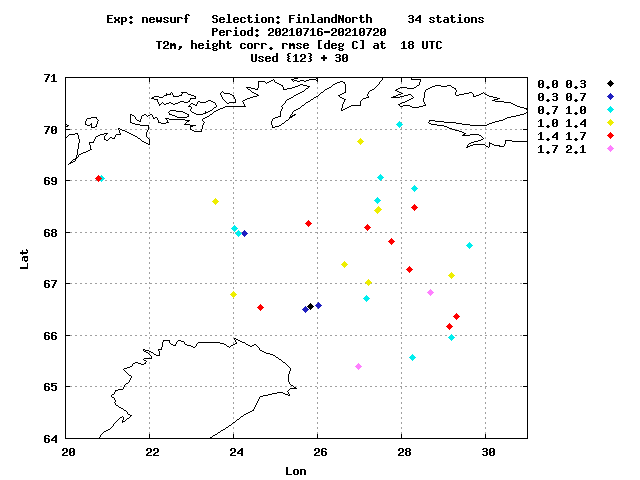 Exp: newsurf   Selection: FinlandNorth     34 stations
Period: 20210716-20210720
T2m, height corr. rmse [deg C] at  18 UTC
Used {12} + 30
71
70
69
68
67
66
65
64
Lat
20 22 24 26 28 30
Lon
0.0 0.3
0.3 0.7
0.7 1.0
1.0 1.4
1.4 1.7
1.7 2.1